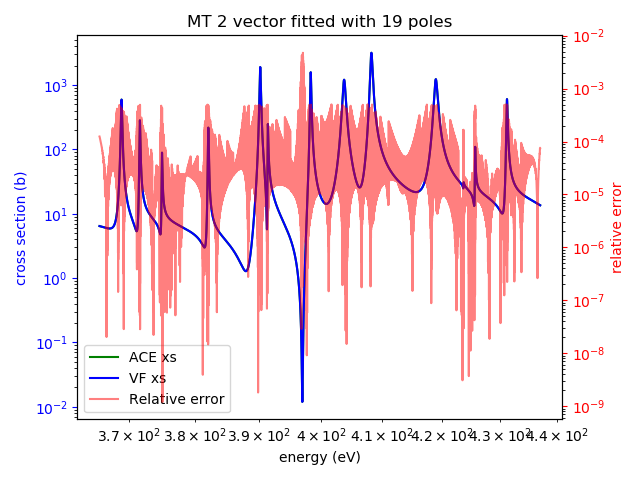 MT 2 vector fitted with 19 poles
cross section (b)
10³
10²
10¹
10⁰
10⁻¹
10⁻²
10⁻²
10⁻³
10⁻⁴
10⁻⁵
10⁻⁶
10⁻⁷
10⁻⁸
10⁻⁹
relative error
ACE xs
VF xs
Relative error
3.7 × 10² 3.8 × 10² 3.9 × 10² 4 × 10² 4.1 × 10² 4.2 × 10² 4.3 × 10² 4.4 × 10²
energy (eV)